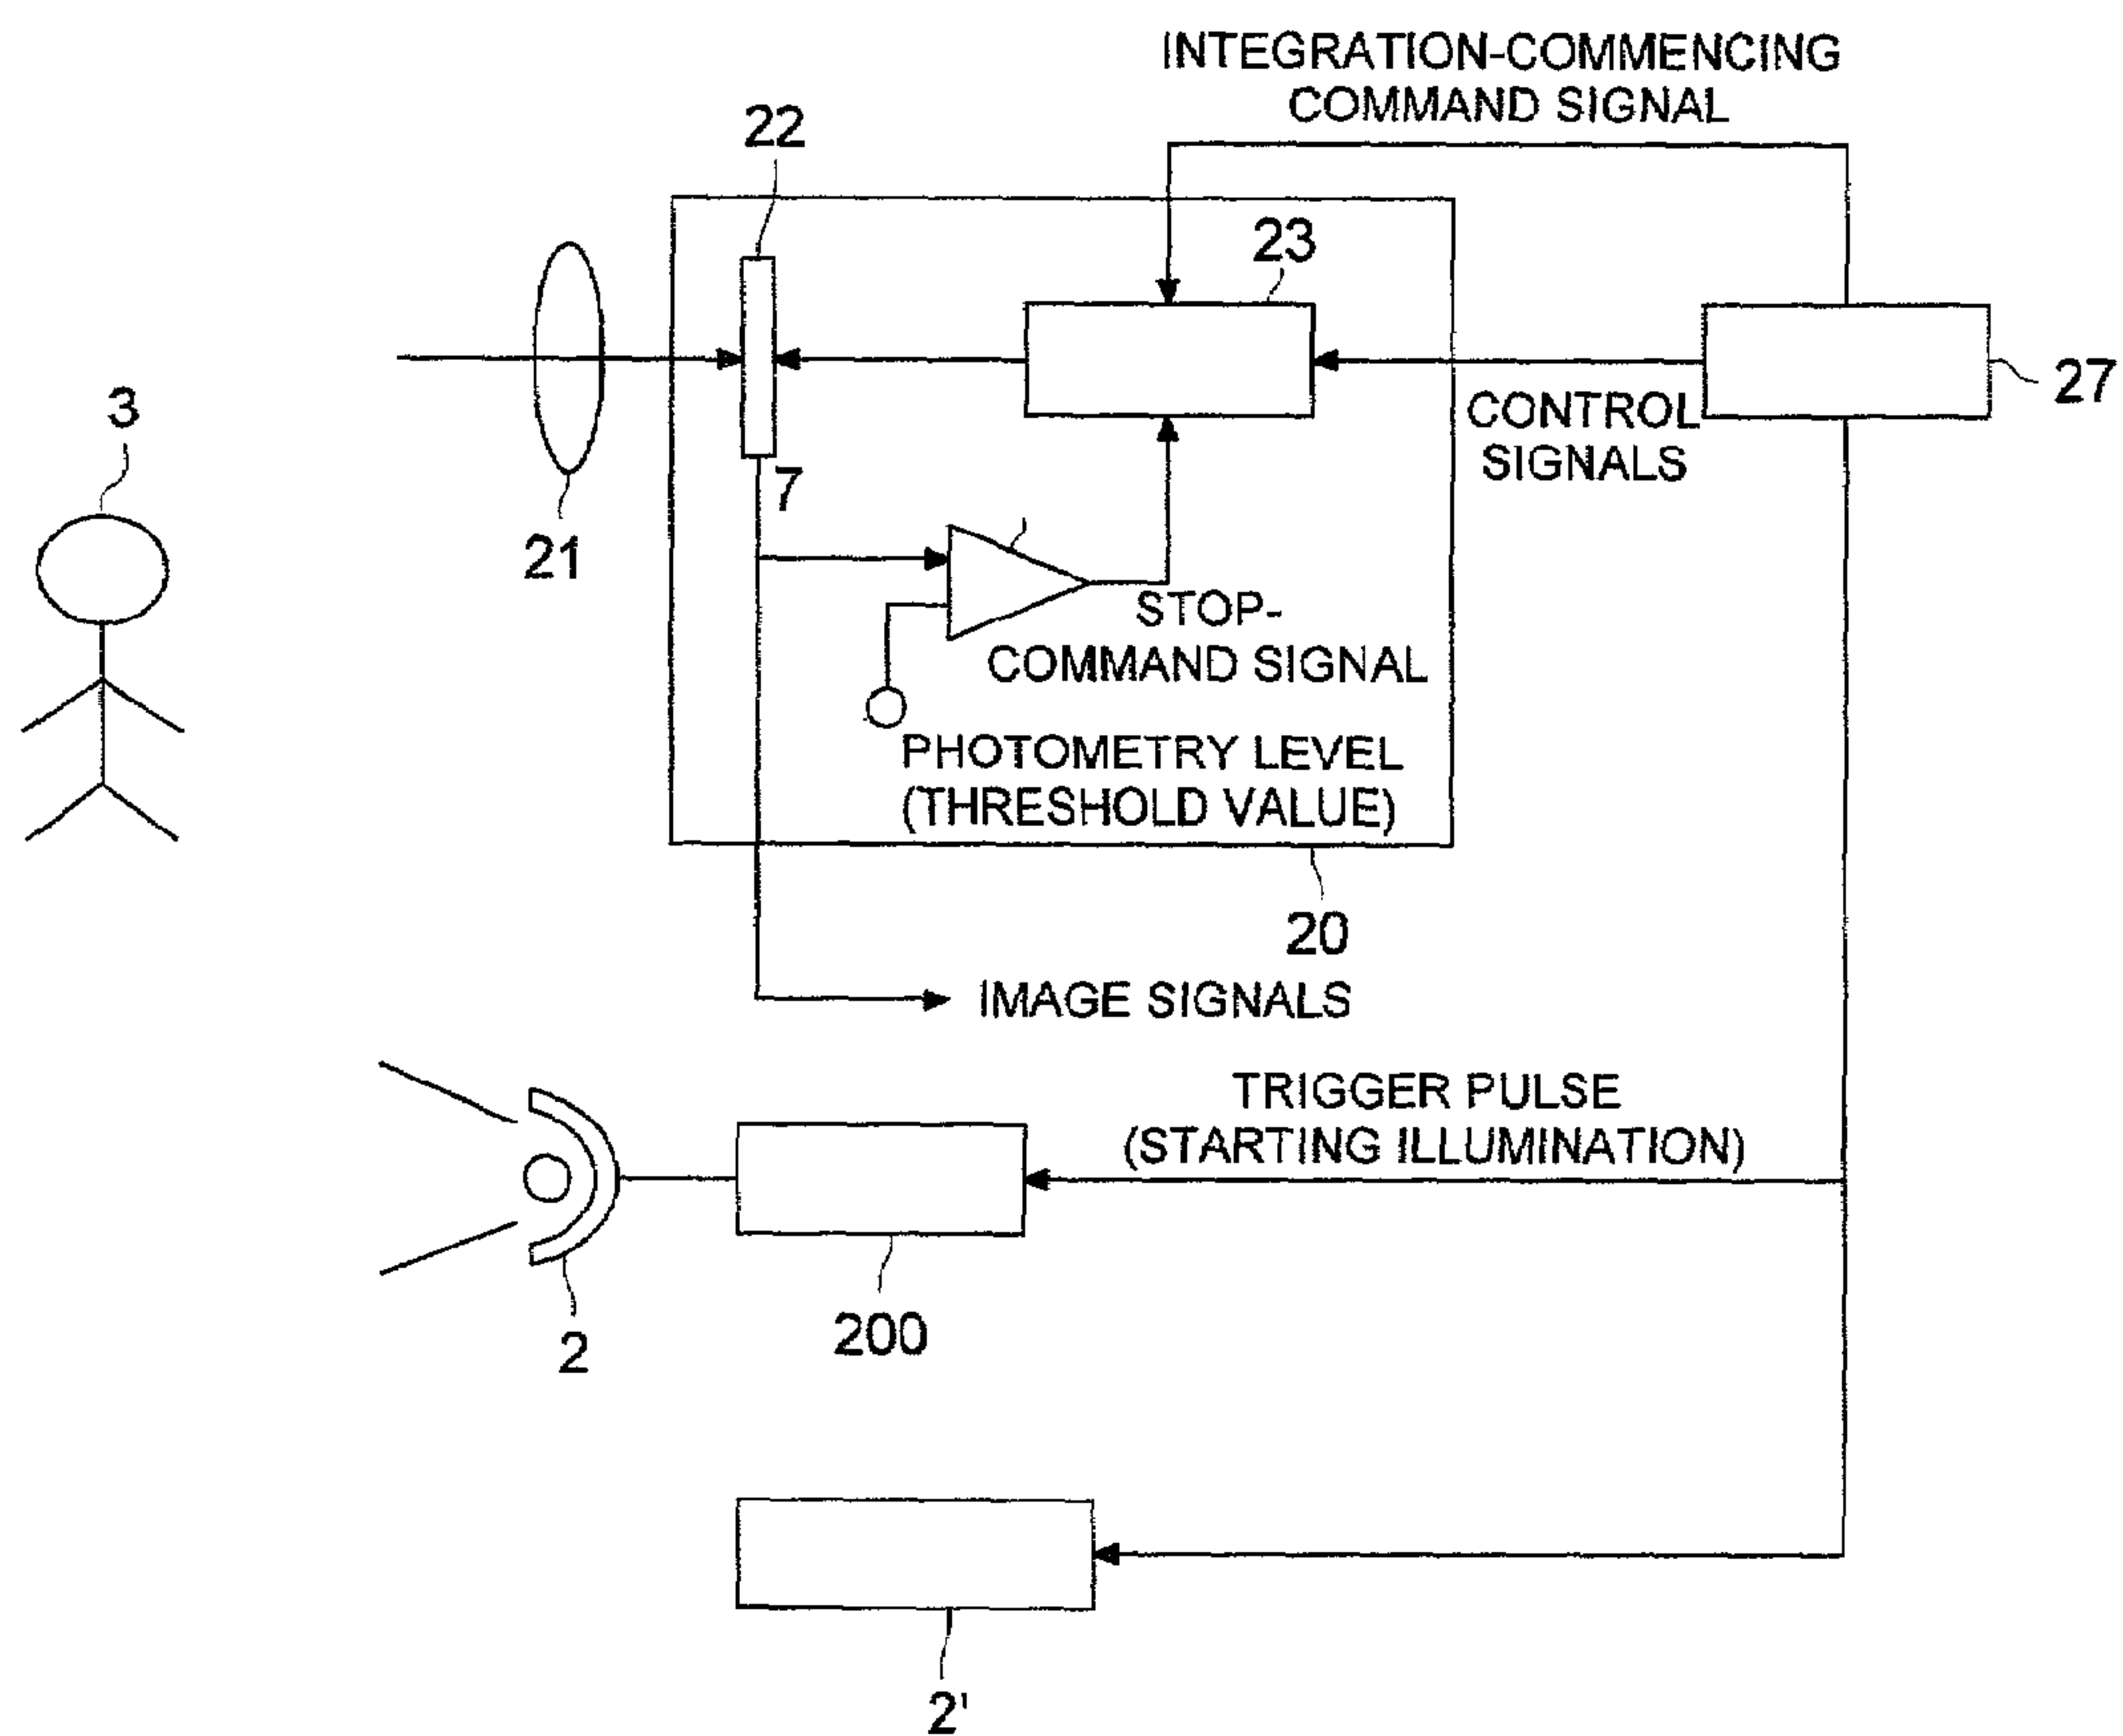 INTEGRATION-COMMENCING
COMMAND SIGNAL
22
23
27
3
CONTROL
SIGNALS
7
21
STOP-
COMMAND SIGNAL
PHOTOMETRY LEVEL
(THRESHOLD VALUE)
20
IMAGE SIGNALS
TRIGGER PULSE
(STARTING ILLUMINATION)
2
200
2'